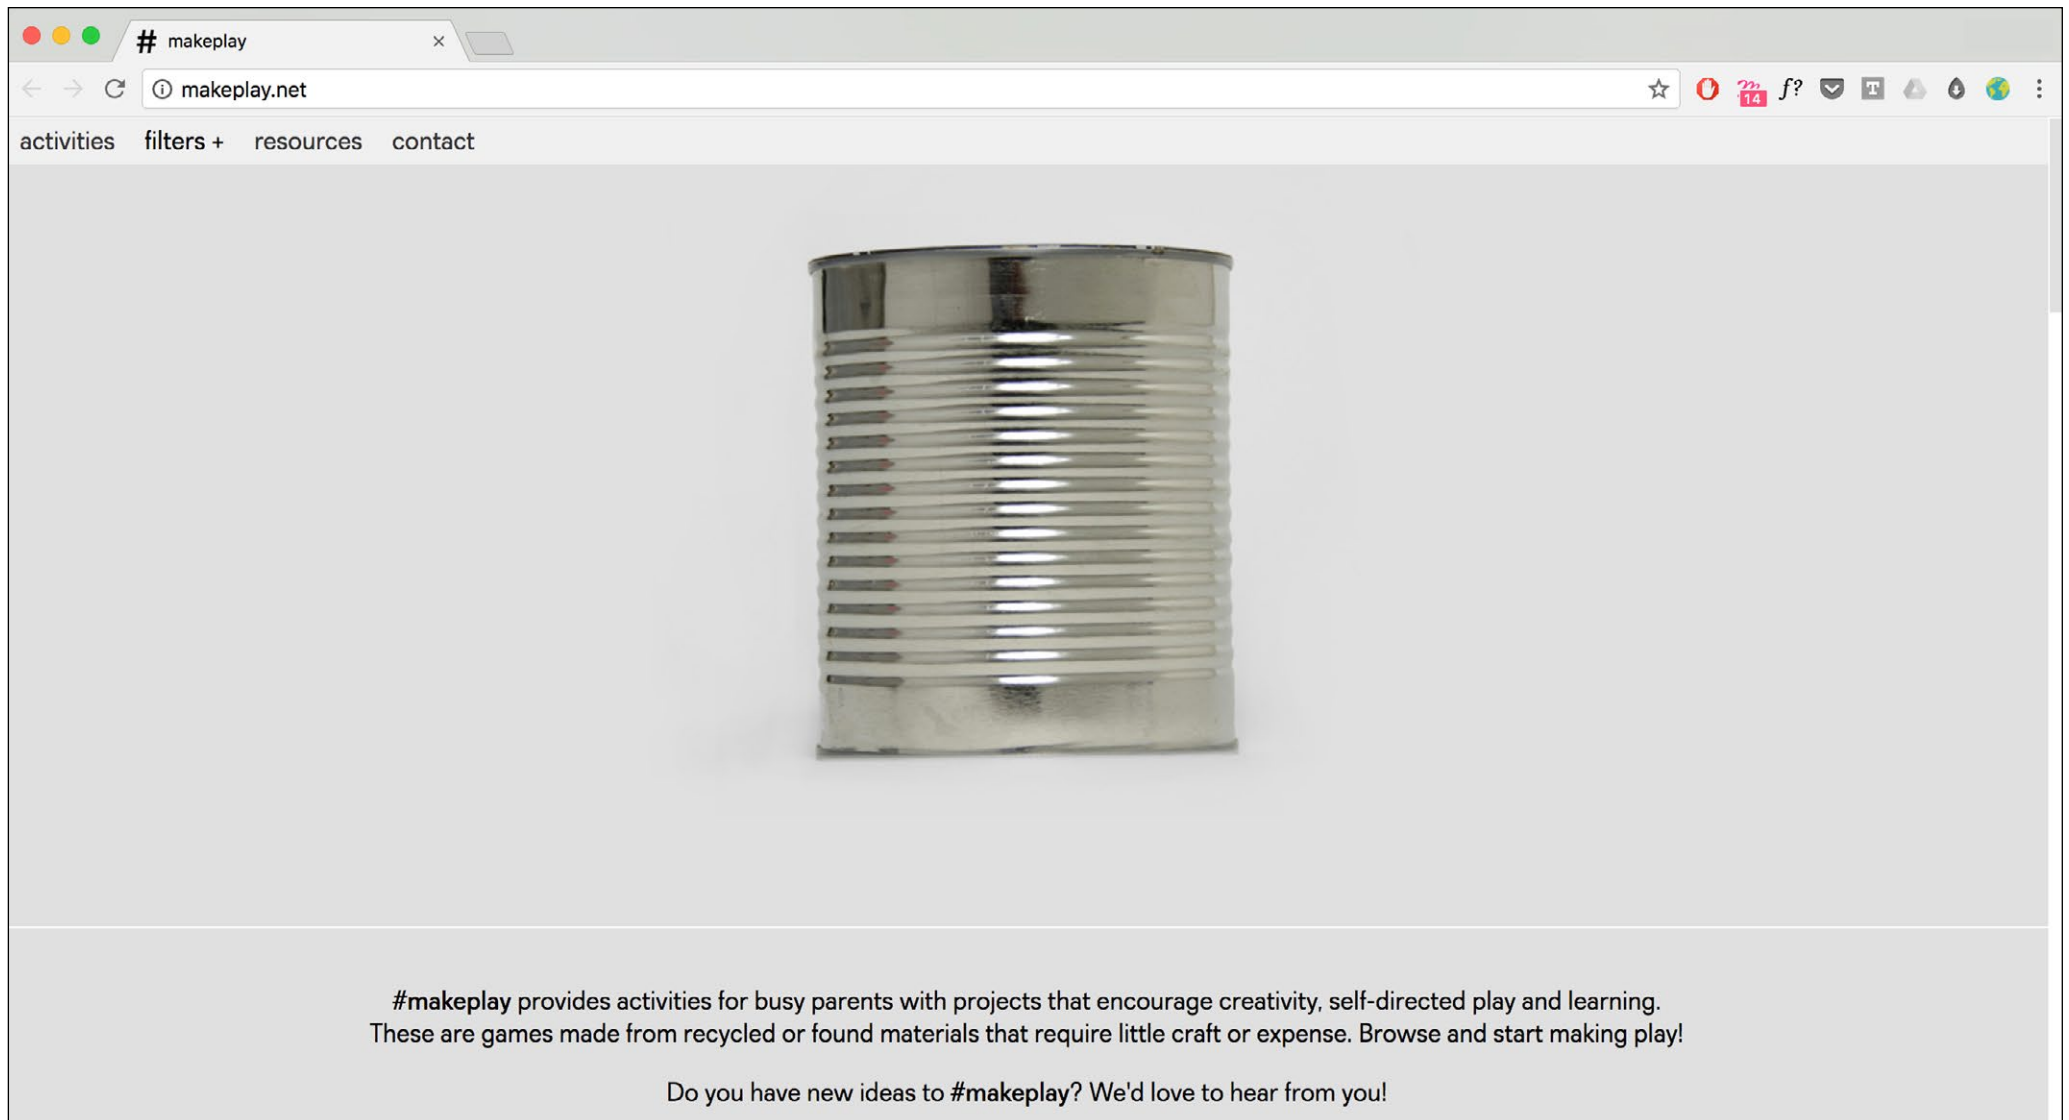 # makeplay
makeplay.net
14 f? T
activities filters + resources contact
#makeplay provides activities for busy parents with projects that encourage creativity, self-directed play and learning.
These are games made from recycled or found materials that require little craft or expense. Browse and start making play!
Do you have new ideas to #makeplay? We'd love to hear from you!